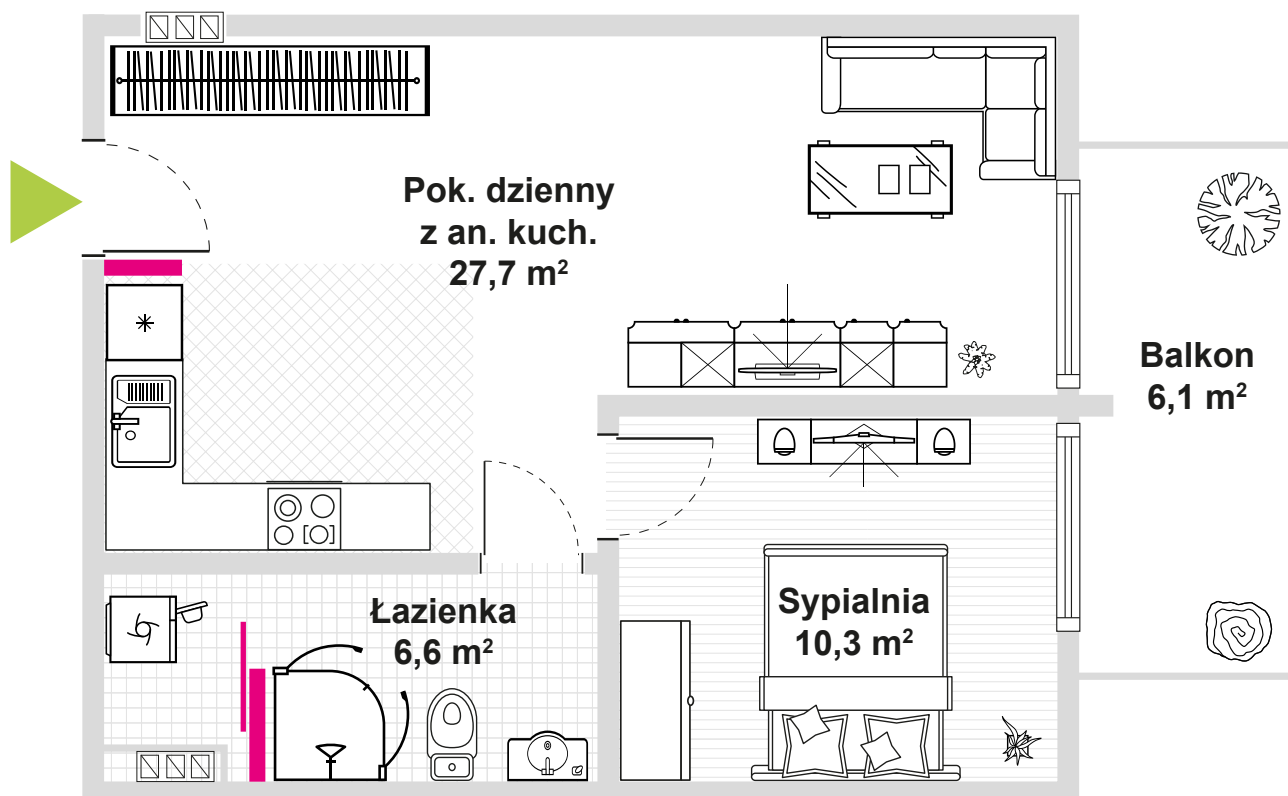 Pok. dzienny
z an. kuch.
27,7 m²
Balkon
6,1 m²
Łazienka
6,6 m²
Sypialnia
10,3 m²